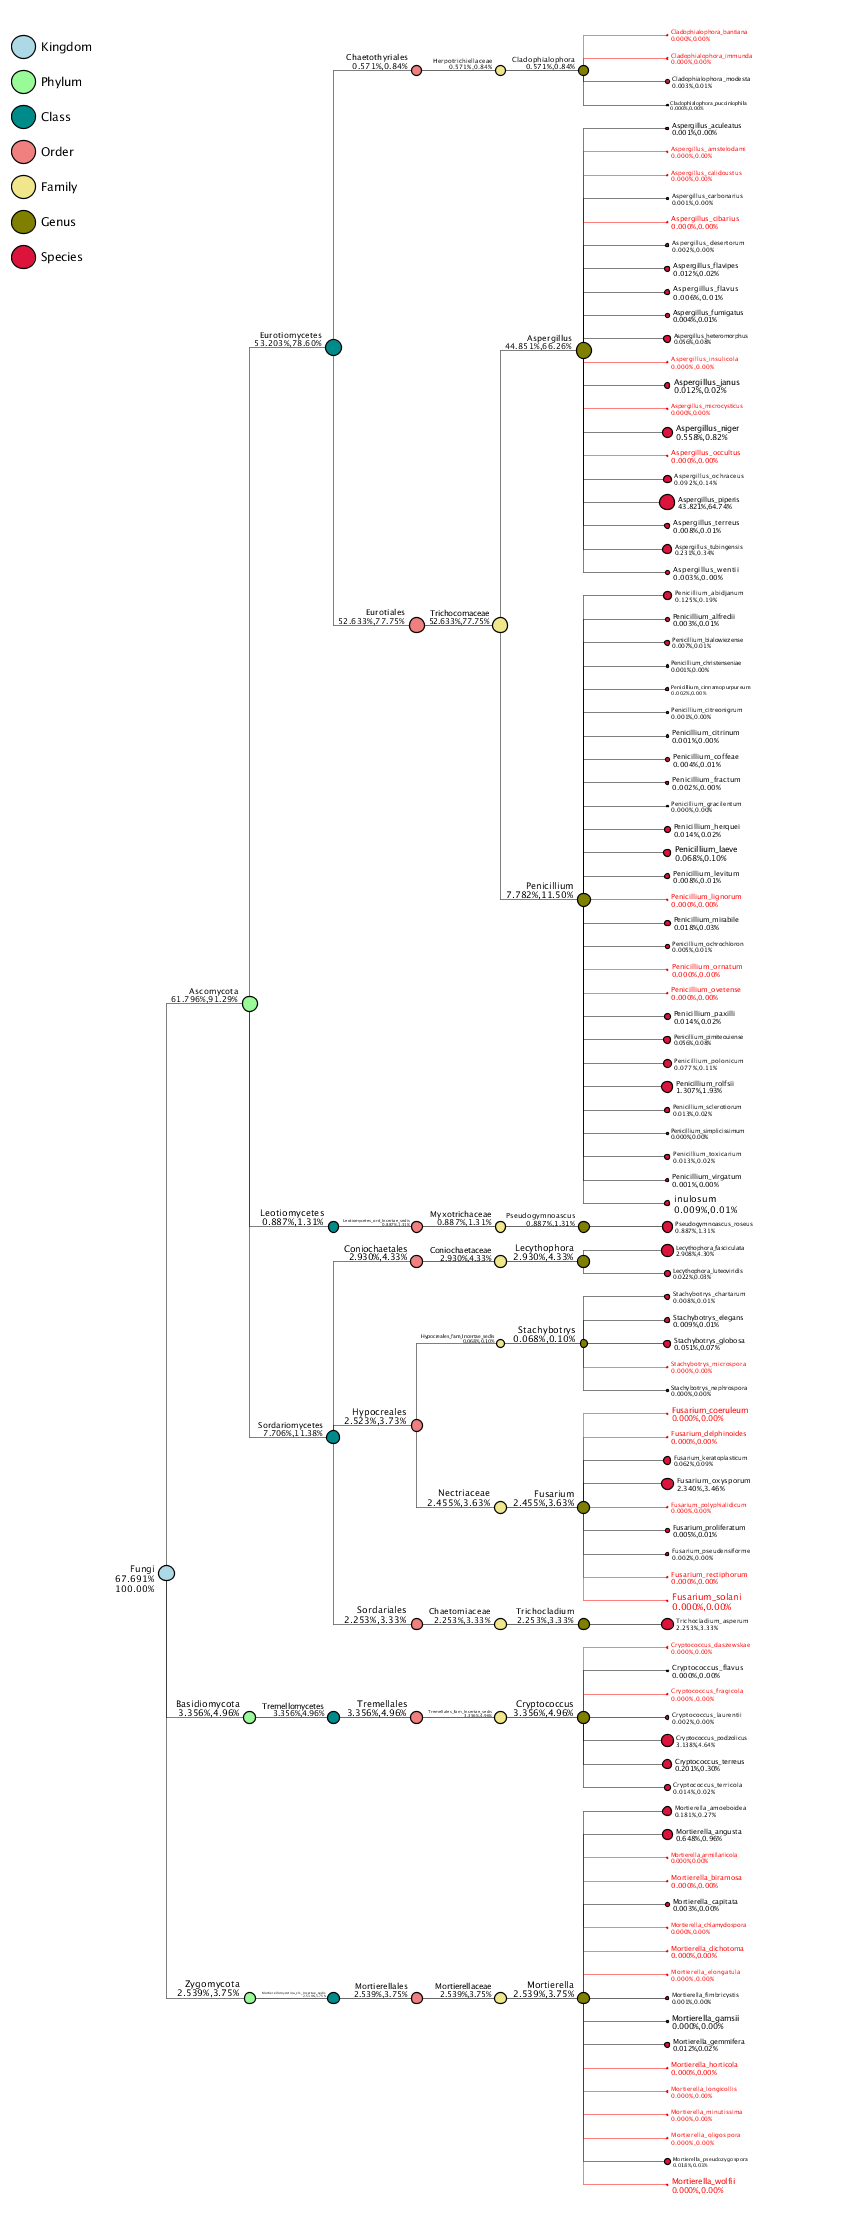 Kingdom
Phylum
Class
Order
Family
Genus
Species
Fungi
67.691%
100.00%
Ascomycota
61.796%,91.29%
Eurotiomycetes
53.203%,78.60%
Chaetothyriales
0.571%,0.84%
Herpotrichiellaceae
0.571%,0.84%
Cladophialophora
0.571%,0.84%
Cladophialophora_bantiana
0.000%,0.00%
Cladophialophora_immunda
0.000%,0.00%
Cladophialophora_modesta
0.003%,0.01%
Cladophialophora_pucciniophila
0.000%,0.00%
Eurotiales
52.633%,77.75%
Trichocomaceae
52.633%,77.75%
Aspergillus
44.851%,66.26%
Aspergillus_aculeatus
0.001%,0.00%
Aspergillus_amstelodami
0.000%,0.00%
Aspergillus_calidoustus
0.000%,0.00%
Aspergillus_carbonarius
0.001%,0.00%
Aspergillus_cibarius
0.000%,0.00%
Aspergillus_desertorum
0.002%,0.00%
Aspergillus_flavipes
0.012%,0.02%
Aspergillus_flavus
0.006%,0.01%
Aspergillus_fumigatus
0.004%,0.01%
Aspergillus_heteromorphus
0.056%,0.08%
Aspergillus_insulicola
0.000%,0.00%
Aspergillus_janus
0.012%,0.02%
Aspergillus_microcysticus
0.000%,0.00%
Aspergillus_niger
0.558%,0.82%
Aspergillus_occultus
0.000%,0.00%
Aspergillus_ochraceus
0.092%,0.14%
Aspergillus_piperis
43.821%,64.74%
Aspergillus_terreus
0.008%,0.01%
Aspergillus_tubingensis
0.231%,0.34%
Aspergillus_wentii
0.003%,0.00%
Penicillium
7.782%,11.50%
Penicillium_abidjanum
0.125%,0.19%
Penicillium_alfredii
0.003%,0.01%
Penicillium_bialowiezense
0.007%,0.01%
Penicillium_christenseniae
0.001%,0.00%
Penicillium_cinnamopurpureum
0.002%,0.00%
Penicillium_citreonigrum
0.001%,0.00%
Penicillium_citrinum
0.001%,0.00%
Penicillium_coffeae
0.004%,0.01%
Penicillium_fractum
0.002%,0.00%
Penicillium_gracilentum
0.000%,0.00%
Penicillium_herquei
0.014%,0.02%
Penicillium_laeve
0.068%,0.10%
Penicillium_levitum
0.008%,0.01%
Penicillium_lignorum
0.000%,0.00%
Penicillium_mirabile
0.018%,0.03%
Penicillium_ochrochloron
0.005%,0.01%
Penicillium_ornatum
0.000%,0.00%
Penicillium_ovetense
0.000%,0.00%
Penicillium_paxilli
0.014%,0.02%
Penicillium_pimiteouiense
0.056%,0.08%
Penicillium_polonicum
0.077%,0.11%
Penicillium_rolfsii
1.307%,1.93%
Penicillium_sclerotiorum
0.013%,0.02%
Penicillium_simplicissimum
0.000%,0.00%
Penicillium_toxicarium
0.013%,0.02%
Penicillium_virgatum
0.001%,0.00%
inulosum
0.009%,0.01%
Leotiomycetes
0.887%,1.31%
Leotiomycetes_ord_Incertae_sedis
0.887%,1.31%
Myxotrichaceae
0.887%,1.31%
Pseudogymnoascus
0.887%,1.31%
Pseudogymnoascus_roseus
0.887%,1.31%
Sordariomycetes
7.706%,11.38%
Coniochaetales
2.930%,4.33%
Coniochaetaceae
2.930%,4.33%
Lecythophora
2.930%,4.33%
Lecythophora_fasciculata
2.908%,4.30%
Lecythophora_luteoviridis
0.022%,0.03%
Hypocreales
2.523%,3.73%
Hypocreales_fam_Incertae_sedis
0.068%,0.10%
Stachybotrys
0.068%,0.10%
Stachybotrys_chartarum
0.008%,0.01%
Stachybotrys_elegans
0.009%,0.01%
Stachybotrys_globosa
0.051%,0.07%
Stachybotrys_microspora
0.000%,0.00%
Stachybotrys_nephrospora
0.000%,0.00%
Nectriaceae
2.455%,3.63%
Fusarium
2.455%,3.63%
Fusarium_coeruleum
0.000%,0.00%
Fusarium_delphinoides
0.000%,0.00%
Fusarium_keratoplasticum
0.062%,0.09%
Fusarium_oxysporum
2.340%,3.46%
Fusarium_polyphialidicum
0.000%,0.00%
Fusarium_proliferatum
0.005%,0.01%
Fusarium_pseudensiforme
0.002%,0.00%
Fusarium_rectiphorum
0.000%,0.00%
Fusarium_solani
0.000%,0.00%
Sordariales
2.253%,3.33%
Chaetomiaceae
2.253%,3.33%
Trichocladium
2.253%,3.33%
Trichocladium_asperum
2.253%,3.33%
Basidiomycota
3.356%,4.96%
Tremellomycetes
3.356%,4.96%
Tremellales
3.356%,4.96%
Tremellales_fam_Incertae_sedis
3.356%,4.96%
Cryptococcus
3.356%,4.96%
Cryptococcus_daszewskae
0.000%,0.00%
Cryptococcus_flavus
0.000%,0.00%
Cryptococcus_fragicola
0.000%,0.00%
Cryptococcus_laurentii
0.002%,0.00%
Cryptococcus_podzolicus
3.138%,4.64%
Cryptococcus_terreus
0.201%,0.30%
Cryptococcus_terricola
0.014%,0.02%
Zygomycota
2.539%,3.75%
2.539%,3.75%
Mortierellales
2.539%,3.75%
Mortierellaceae
2.539%,3.75%
Mortierella
2.539%,3.75%
Mortierella_amoeboidea
0.181%,0.27%
Mortierella_angusta
0.648%,0.96%
Mortierella_armillaricola
0.000%,0.00%
Mortierella_biramosa
0.000%,0.00%
Mortierella_capitata
0.003%,0.00%
Mortierella_chlamydospora
0.000%,0.00%
Mortierella_dichotoma
0.000%,0.00%
Mortierella_elongatula
0.000%,0.00%
Mortierella_fimbricystis
0.001%,0.00%
Mortierella_gamsii
0.000%,0.00%
Mortierella_gemmifera
0.012%,0.02%
Mortierella_horticola
0.000%,0.00%
Mortierella_longicollis
0.000%,0.00%
Mortierella_minutissima
0.000%,0.00%
Mortierella_oligospora
0.000%,0.00%
Mortierella_pseudozygospora
0.018%,0.03%
Mortierella_wolfii
0.000%,0.00%